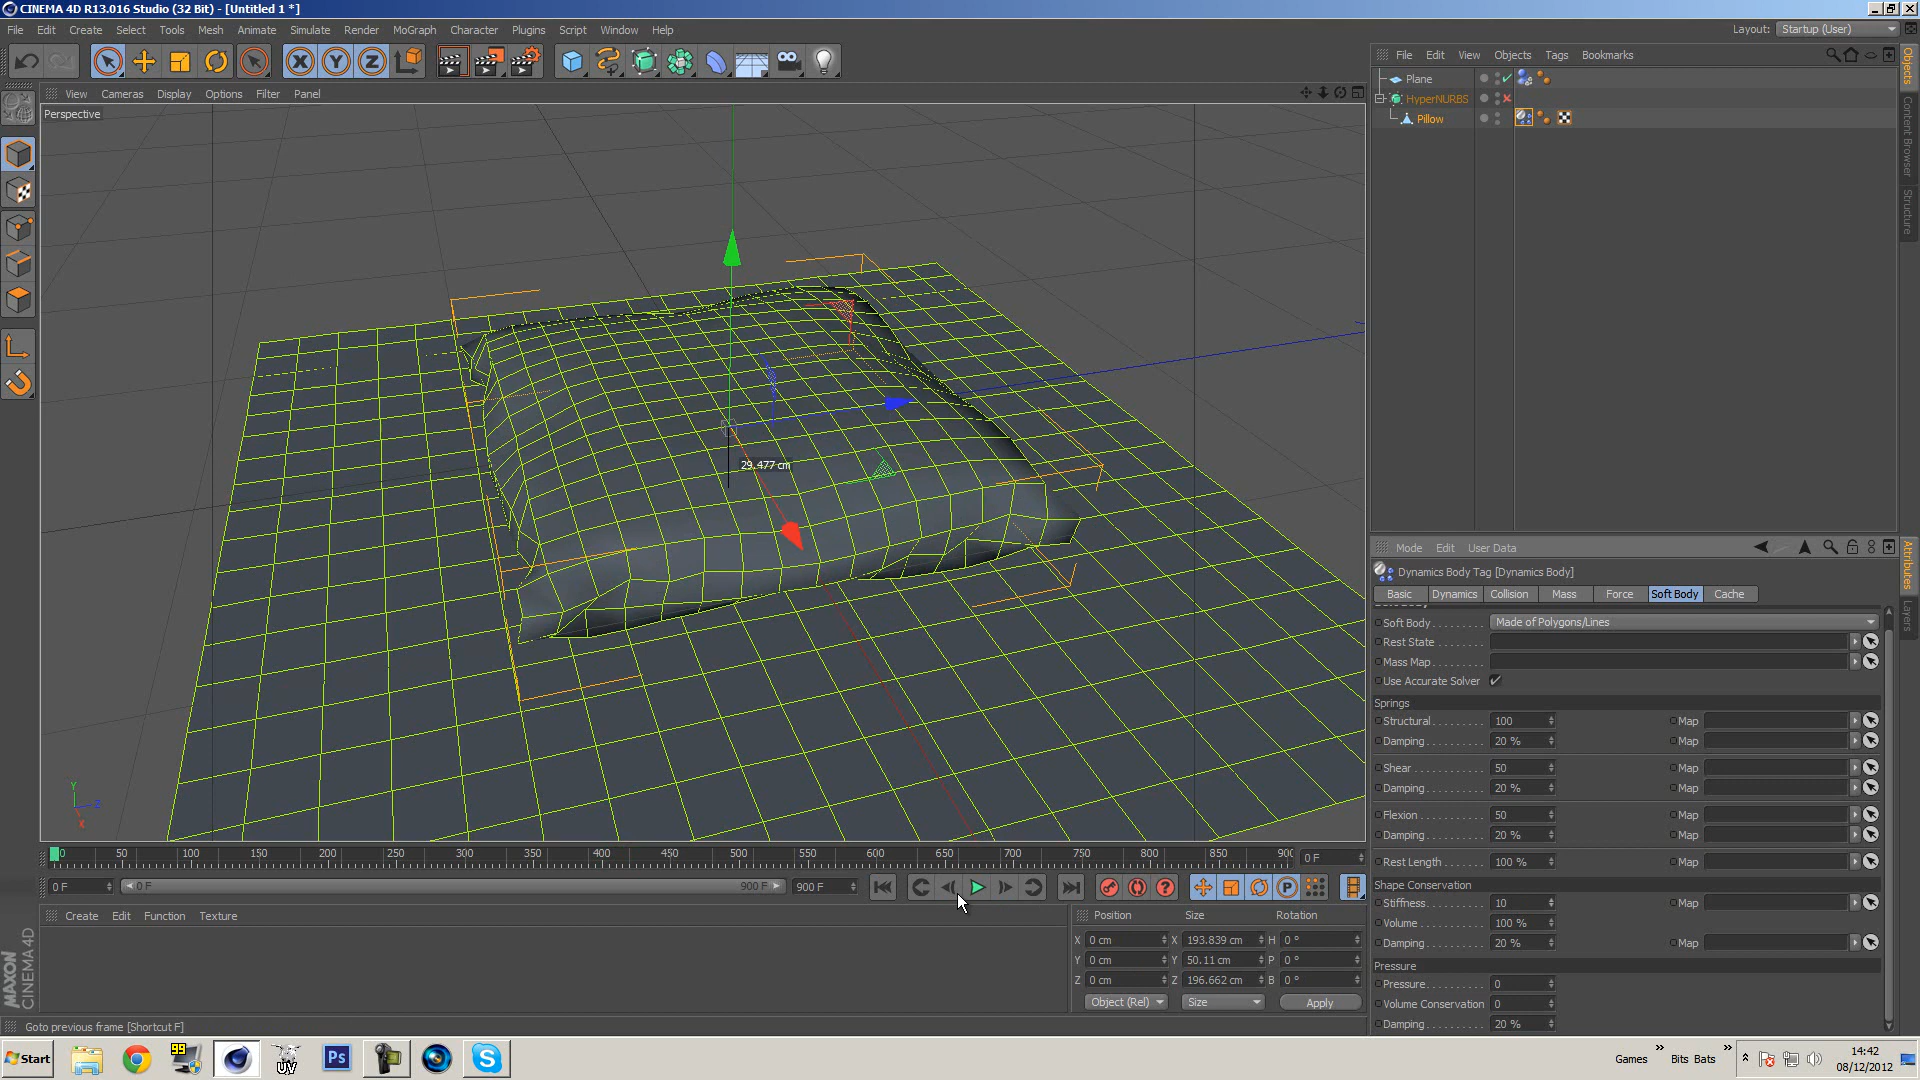 CINEMA 4D R13.016 Studio (32 Bit) - [Untitled 1 *]
File Edit Create Select Tools Mesh Animate Simulate Render MoGraph Character Plugins Script Window Help
Layout: Startup (User)
X Y Z
File Edit View Objects Tags Bookmarks
Plane
HyperNURBS
Pillow
Objects
Content Browser
Structure
View Cameras Display Options Filter Panel
Perspective
29.477 cm
Y
Z
X
Mode Edit User Data
Attributes
Layers
Dynamics Body Tag [Dynamics Body]
Basic Dynamics Collision Mass Force Soft Body Cache
Soft Body . . . . . . . . Made of Polygons/Lines
Rest State . . . . . . . .
Mass Map . . . . . . . .
Use Accurate Solver
Springs
Structural . . . . . . . . 100 Map
Damping . . . . . . . . 20 % Map
Shear . . . . . . . . 50 Map
Damping . . . . . . . . 20 % Map
Flexion . . . . . . . . 50 Map
Damping . . . . . . . . 20 % Map
Rest Length . . . . . . . 100 % Map
Shape Conservation
Stiffness . . . . . . . . 10 Map
Volume . . . . . . . . 100 %
Damping . . . . . . . . 20 % Map
Pressure
Pressure . . . . . . . . 0
Volume Conservation 0
Damping . . . . . . . . 20 %
0 50 100 150 200 250 300 350 400 450 500 550 600 650 700 750 800 850 900 0 F
0 F 0 F 900 F 900 F
P
Create Edit Function Texture
Position Size Rotation
X 0 cm X 193.839 cm H 0 °
Y 0 cm Y 50.11 cm P 0 °
Z 0 cm Z 196.662 cm B 0 °
Object (Rel) Size Apply
MAXON
CINEMA 4D
Goto previous frame [Shortcut F]
Start
99
UV
Ps
Games » Bits Bats »
14:42
08/12/2012